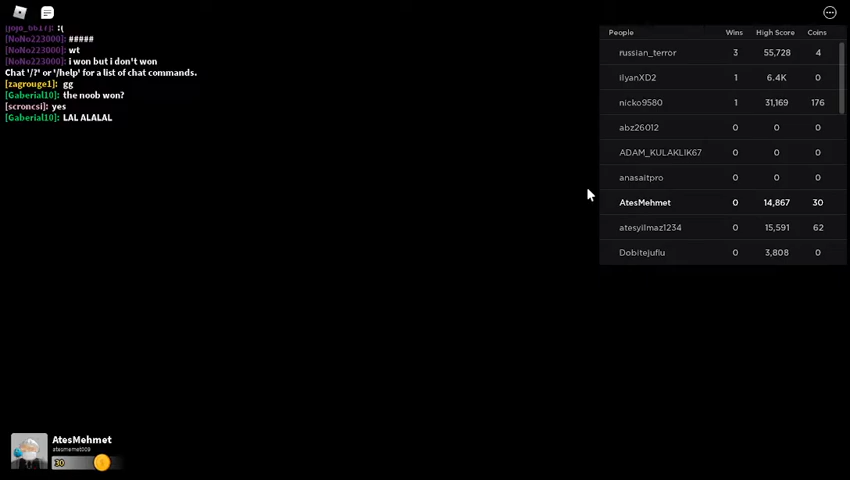 [joju_6617]: :(
[NoNo223000]: #####
[NoNo223000]: wt
[NoNo223000]: i won but i don't won
Chat '/?' or '/help' for a list of chat commands.
[zagrouge1]: gg
[Gaberial10]: the noob won?
[scroncsi]: yes
[Gaberial10]: LAL ALALAL
People Wins High Score Coins
russian_terror 3 55,728 4
ilyanXD2 1 6.4K 0
nicko9580 1 31,169 176
abz26012 0 0 0
ADAM_KULAKLIK67 0 0 0
anasaitpro 0 0 0
AtesMehmet 0 14,867 30
atesyilmaz1234 0 15,591 62
Dobitejuflu 0 3,808 0
AtesMehmet
30